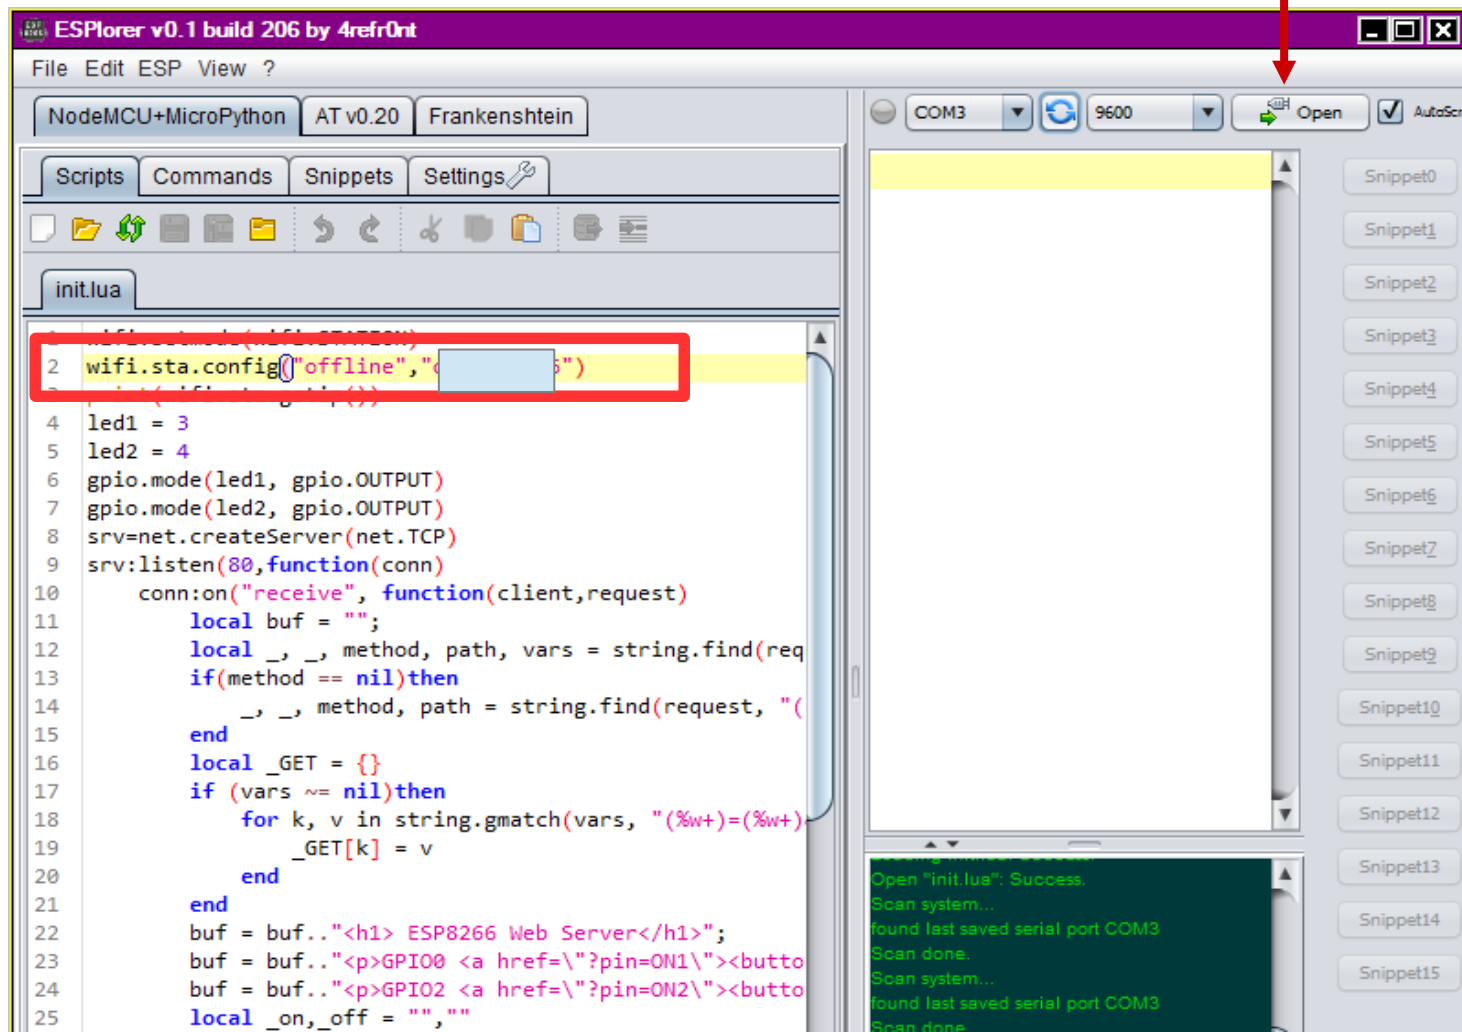 ESPlorer v0.1 build 206 by 4refr0nt
File Edit ESP View ?
NodeMCU+MicroPython AT v0.20 Frankenshtein
COM3 9600 Open AutoScr
Scripts Commands Snippets Settings
init.lua
2 wifi.sta.config("offline","
4 led1 = 3
5 led2 = 4
6 gpio.mode(led1, gpio.OUTPUT)
7 gpio.mode(led2, gpio.OUTPUT)
8 srv=net.createServer(net.TCP)
9 srv:listen(80,function(conn)
10 conn:on("receive", function(client,request)
11 local buf = "";
12 local _, _, method, path, vars = string.find(req
13 if(method == nil)then
14 _, _, method, path = string.find(request, "(
15 end
16 local _GET = {}
17 if (vars ~= nil)then
18 for k, v in string.gmatch(vars, "(%w+)=(%w+)
19 _GET[k] = v
20 end
21 end
22 buf = buf.."<h1> ESP8266 Web Server</h1>";
23 buf = buf.."<p>GPIO0 <a href=\"?pin=ON1\"><butto
24 buf = buf.."<p>GPIO2 <a href=\"?pin=ON2\"><butto
25 local _on,_off = "",""
Open "init.lua": Success.
Scan system...
found last saved serial port COM3
Scan done.
Scan system...
found last saved serial port COM3
Scan done
Snippet0
Snippet1
Snippet2
Snippet3
Snippet4
Snippet5
Snippet6
Snippet7
Snippet8
Snippet9
Snippet10
Snippet11
Snippet12
Snippet13
Snippet14
Snippet15